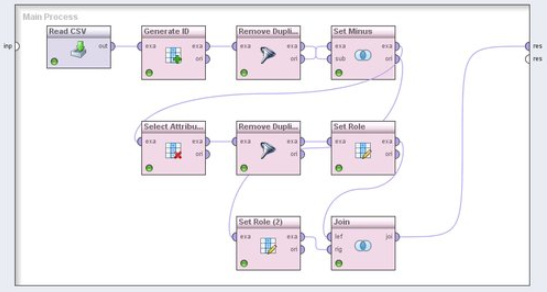 Main Process
Read CSV
Generate ID
Remove Dupli...
Set Minus
inp
out
exa
exa
exa
exa
exa
exa
res
ori
ori
sub
ori
res
Select Attribu...
Remove Dupli...
Set Role
exa
exa
exa
exa
exa
exa
ori
ori
ori
Set Role (2)
Join
exa
exa
lef
joi
ori
rig